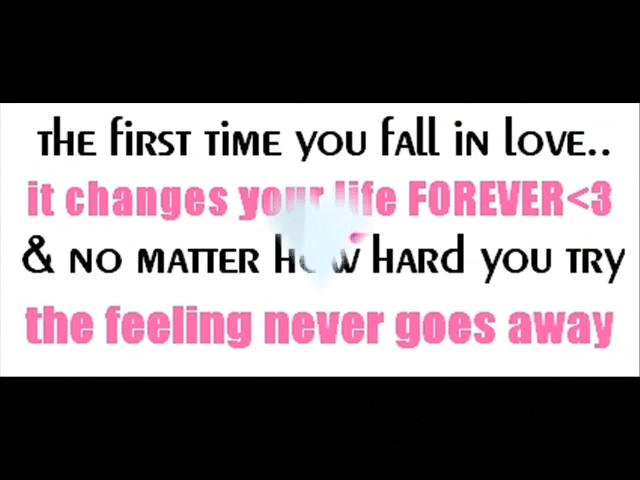 the first time you fall in love..
it changes your life FOREVER<3
& no matter how hard you try
the feeling never goes away